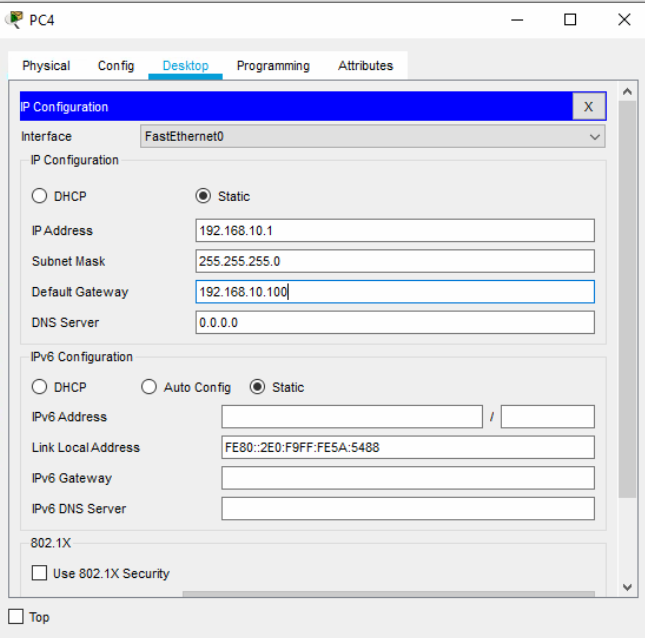 PC4
Physical Config Desktop Programming Attributes
IP Configuration X
Interface FastEthernet0
IP Configuration
DHCP Static
IP Address 192.168.10.1
Subnet Mask 255.255.255.0
Default Gateway 192.168.10.100
DNS Server 0.0.0.0
IPv6 Configuration
DHCP Auto Config Static
IPv6 Address /
Link Local Address FE80::2E0:F9FF:FE5A:5488
IPv6 Gateway
IPv6 DNS Server
802.1X
Use 802.1X Security
Top